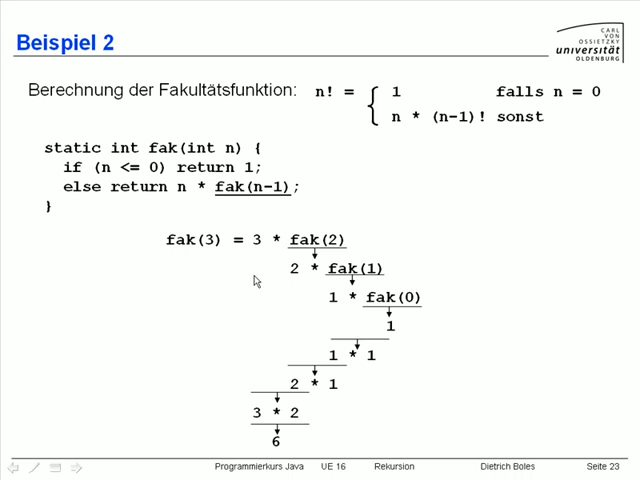 Beispiel 2
CARL
VON
OSSIETZKY
universität
OLDENBURG
Berechnung der Fakultätsfunktion: n! = { 1 falls n = 0
n * (n-1)! sonst
static int fak(int n) {
if (n <= 0) return 1;
else return n * fak(n-1);
}
fak(3) = 3 * fak(2)
2 * fak(1)
1 * fak(0)
1
1 * 1
2 * 1
3 * 2
6
Programmierkurs Java UE 16 Rekursion Dietrich Boles Seite 23